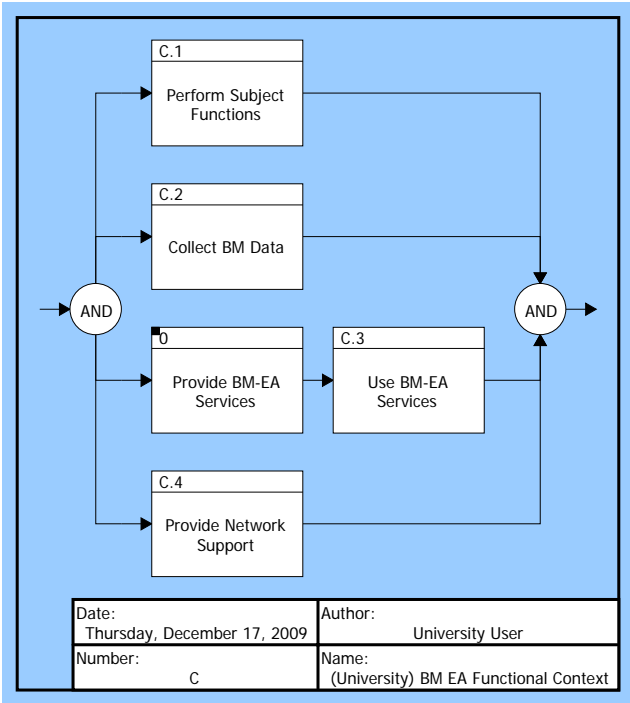 C.1
Perform Subject
Functions
C.2
Collect BM Data
AND
AND
0
Provide BM-EA
Services
C.3
Use BM-EA
Services
C.4
Provide Network
Support
Date:
Thursday, December 17, 2009
Author:
University User
Number:
C
Name:
(University) BM EA Functional Context